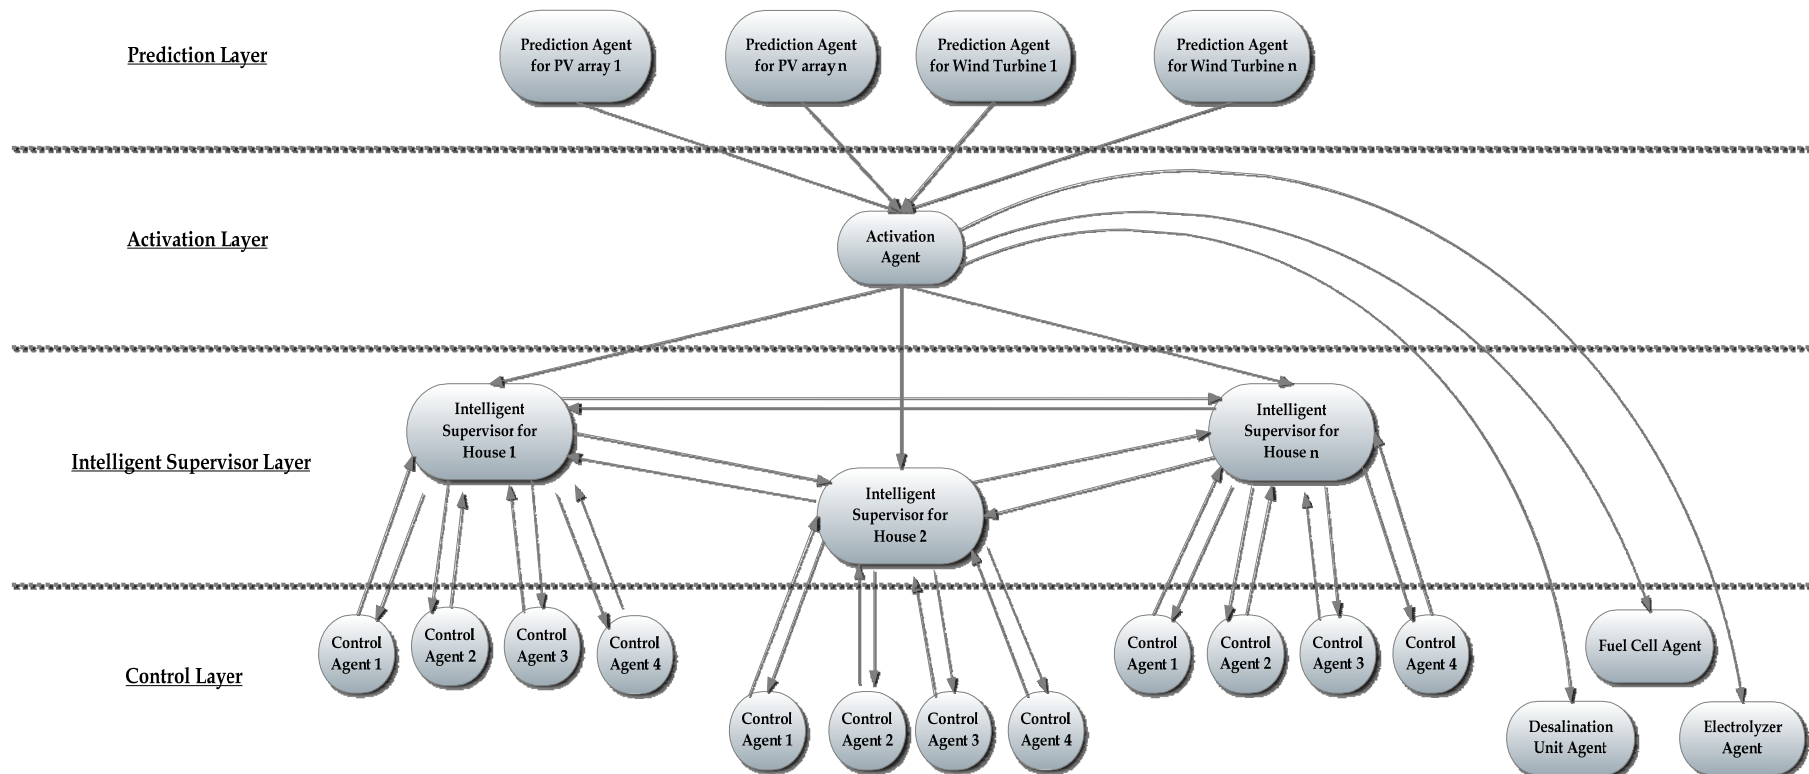 Prediction Layer
Prediction Agent
for PV array 1
Prediction Agent
for PV array n
Prediction Agent
for Wind Turbine 1
Prediction Agent
for Wind Turbine n
Activation Layer
Activation
Agent
Intelligent Supervisor Layer
Intelligent
Supervisor for
House 1
Intelligent
Supervisor for
House 2
Intelligent
Supervisor for
House n
Control Layer
Control
Agent 1
Control
Agent 2
Control
Agent 3
Control
Agent 4
Control
Agent 1
Control
Agent 2
Control
Agent 3
Control
Agent 4
Control
Agent 1
Control
Agent 2
Control
Agent 3
Control
Agent 4
Fuel Cell Agent
Desalination
Unit Agent
Electrolyzer
Agent